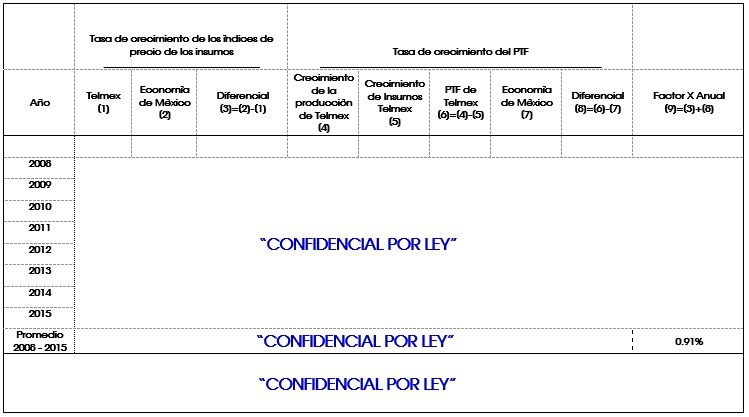 Tasa de crecimiento de los índices de
precio de los insumos
Tasa de crecimiento del PTF
Año
Telmex
(1)
Economía
de México
(2)
Diferencial
(3)=(2)-(1)
Crecimiento
de la
producción
de Telmex
(4)
Crecimiento
de Insumos
Telmex
(5)
PTF de
Telmex
(6)=(4)-(5)
Economía
de México
(7)
Diferencial
(8)=(6)-(7)
Factor X Anual
(9)=(3)+(8)
2008
2009
2010
2011
2012
2013
2014
2015
“CONFIDENCIAL POR LEY”
Promedio
2008 - 2015
“CONFIDENCIAL POR LEY”
0.91%
“CONFIDENCIAL POR LEY”